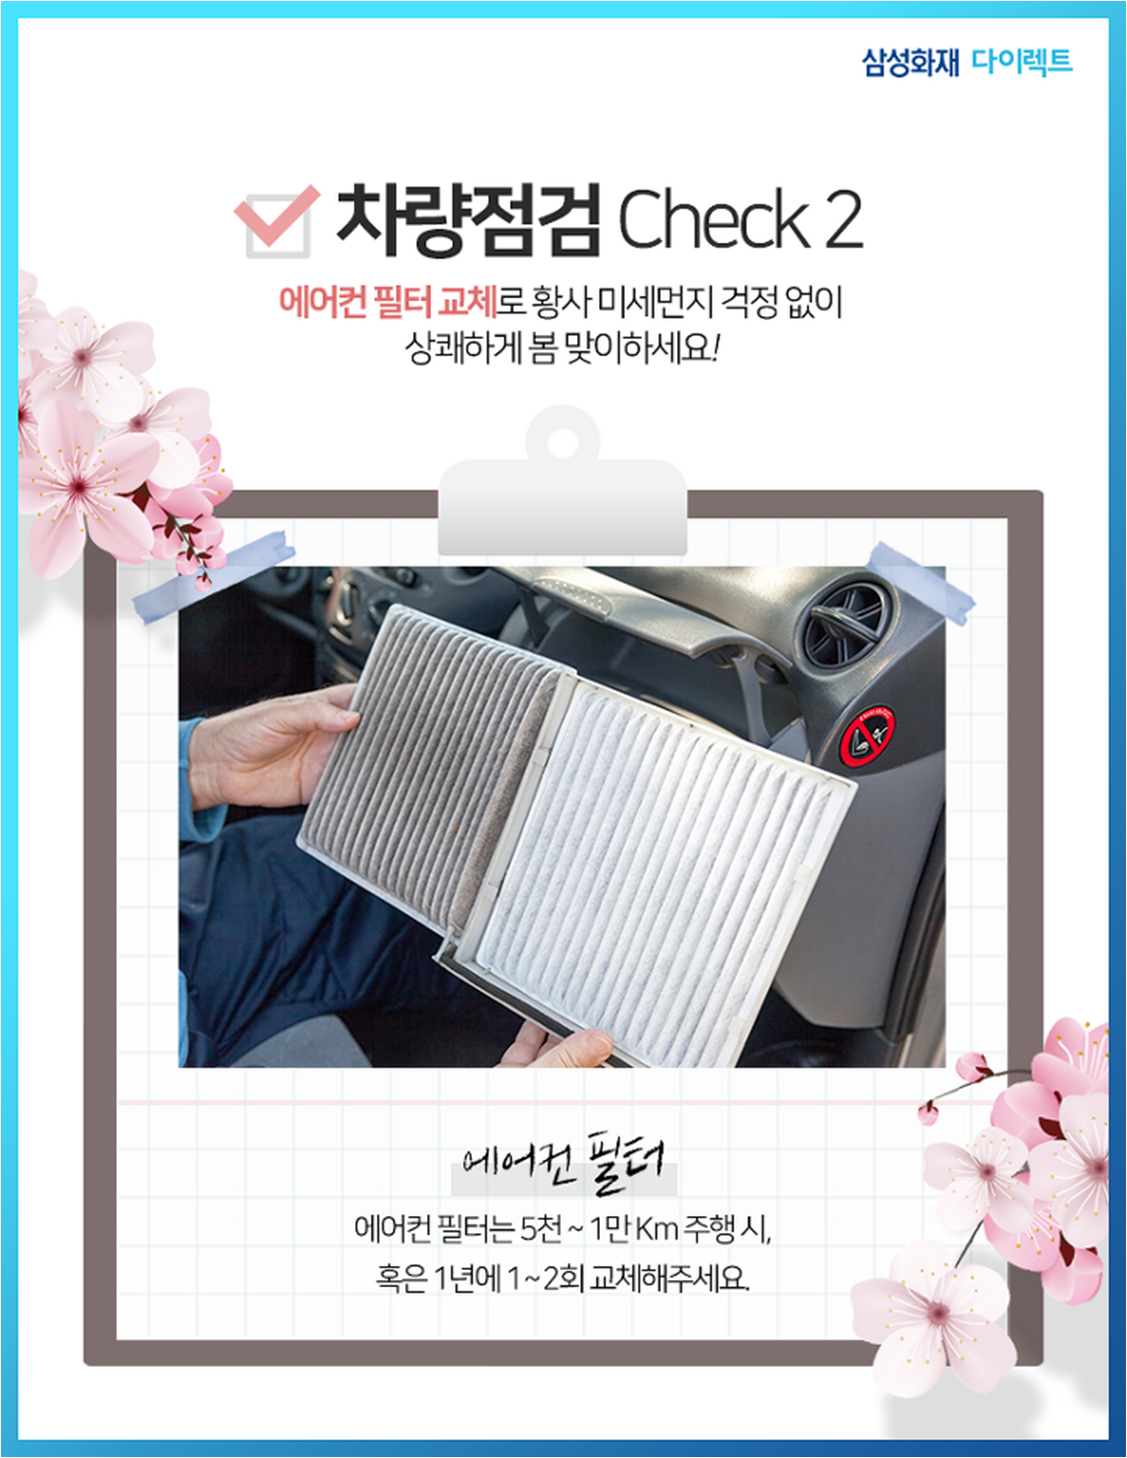 삼성화재 다이렉트
차량점검 Check 2
에어컨 필터 교체로 황사 미세먼지 걱정 없이
상쾌하게 봄 맞이하세요!
에어컨 필터
에어컨 필터는 5천 ~ 1만 Km 주행 시,
혹은 1년에 1~2회 교체해주세요.